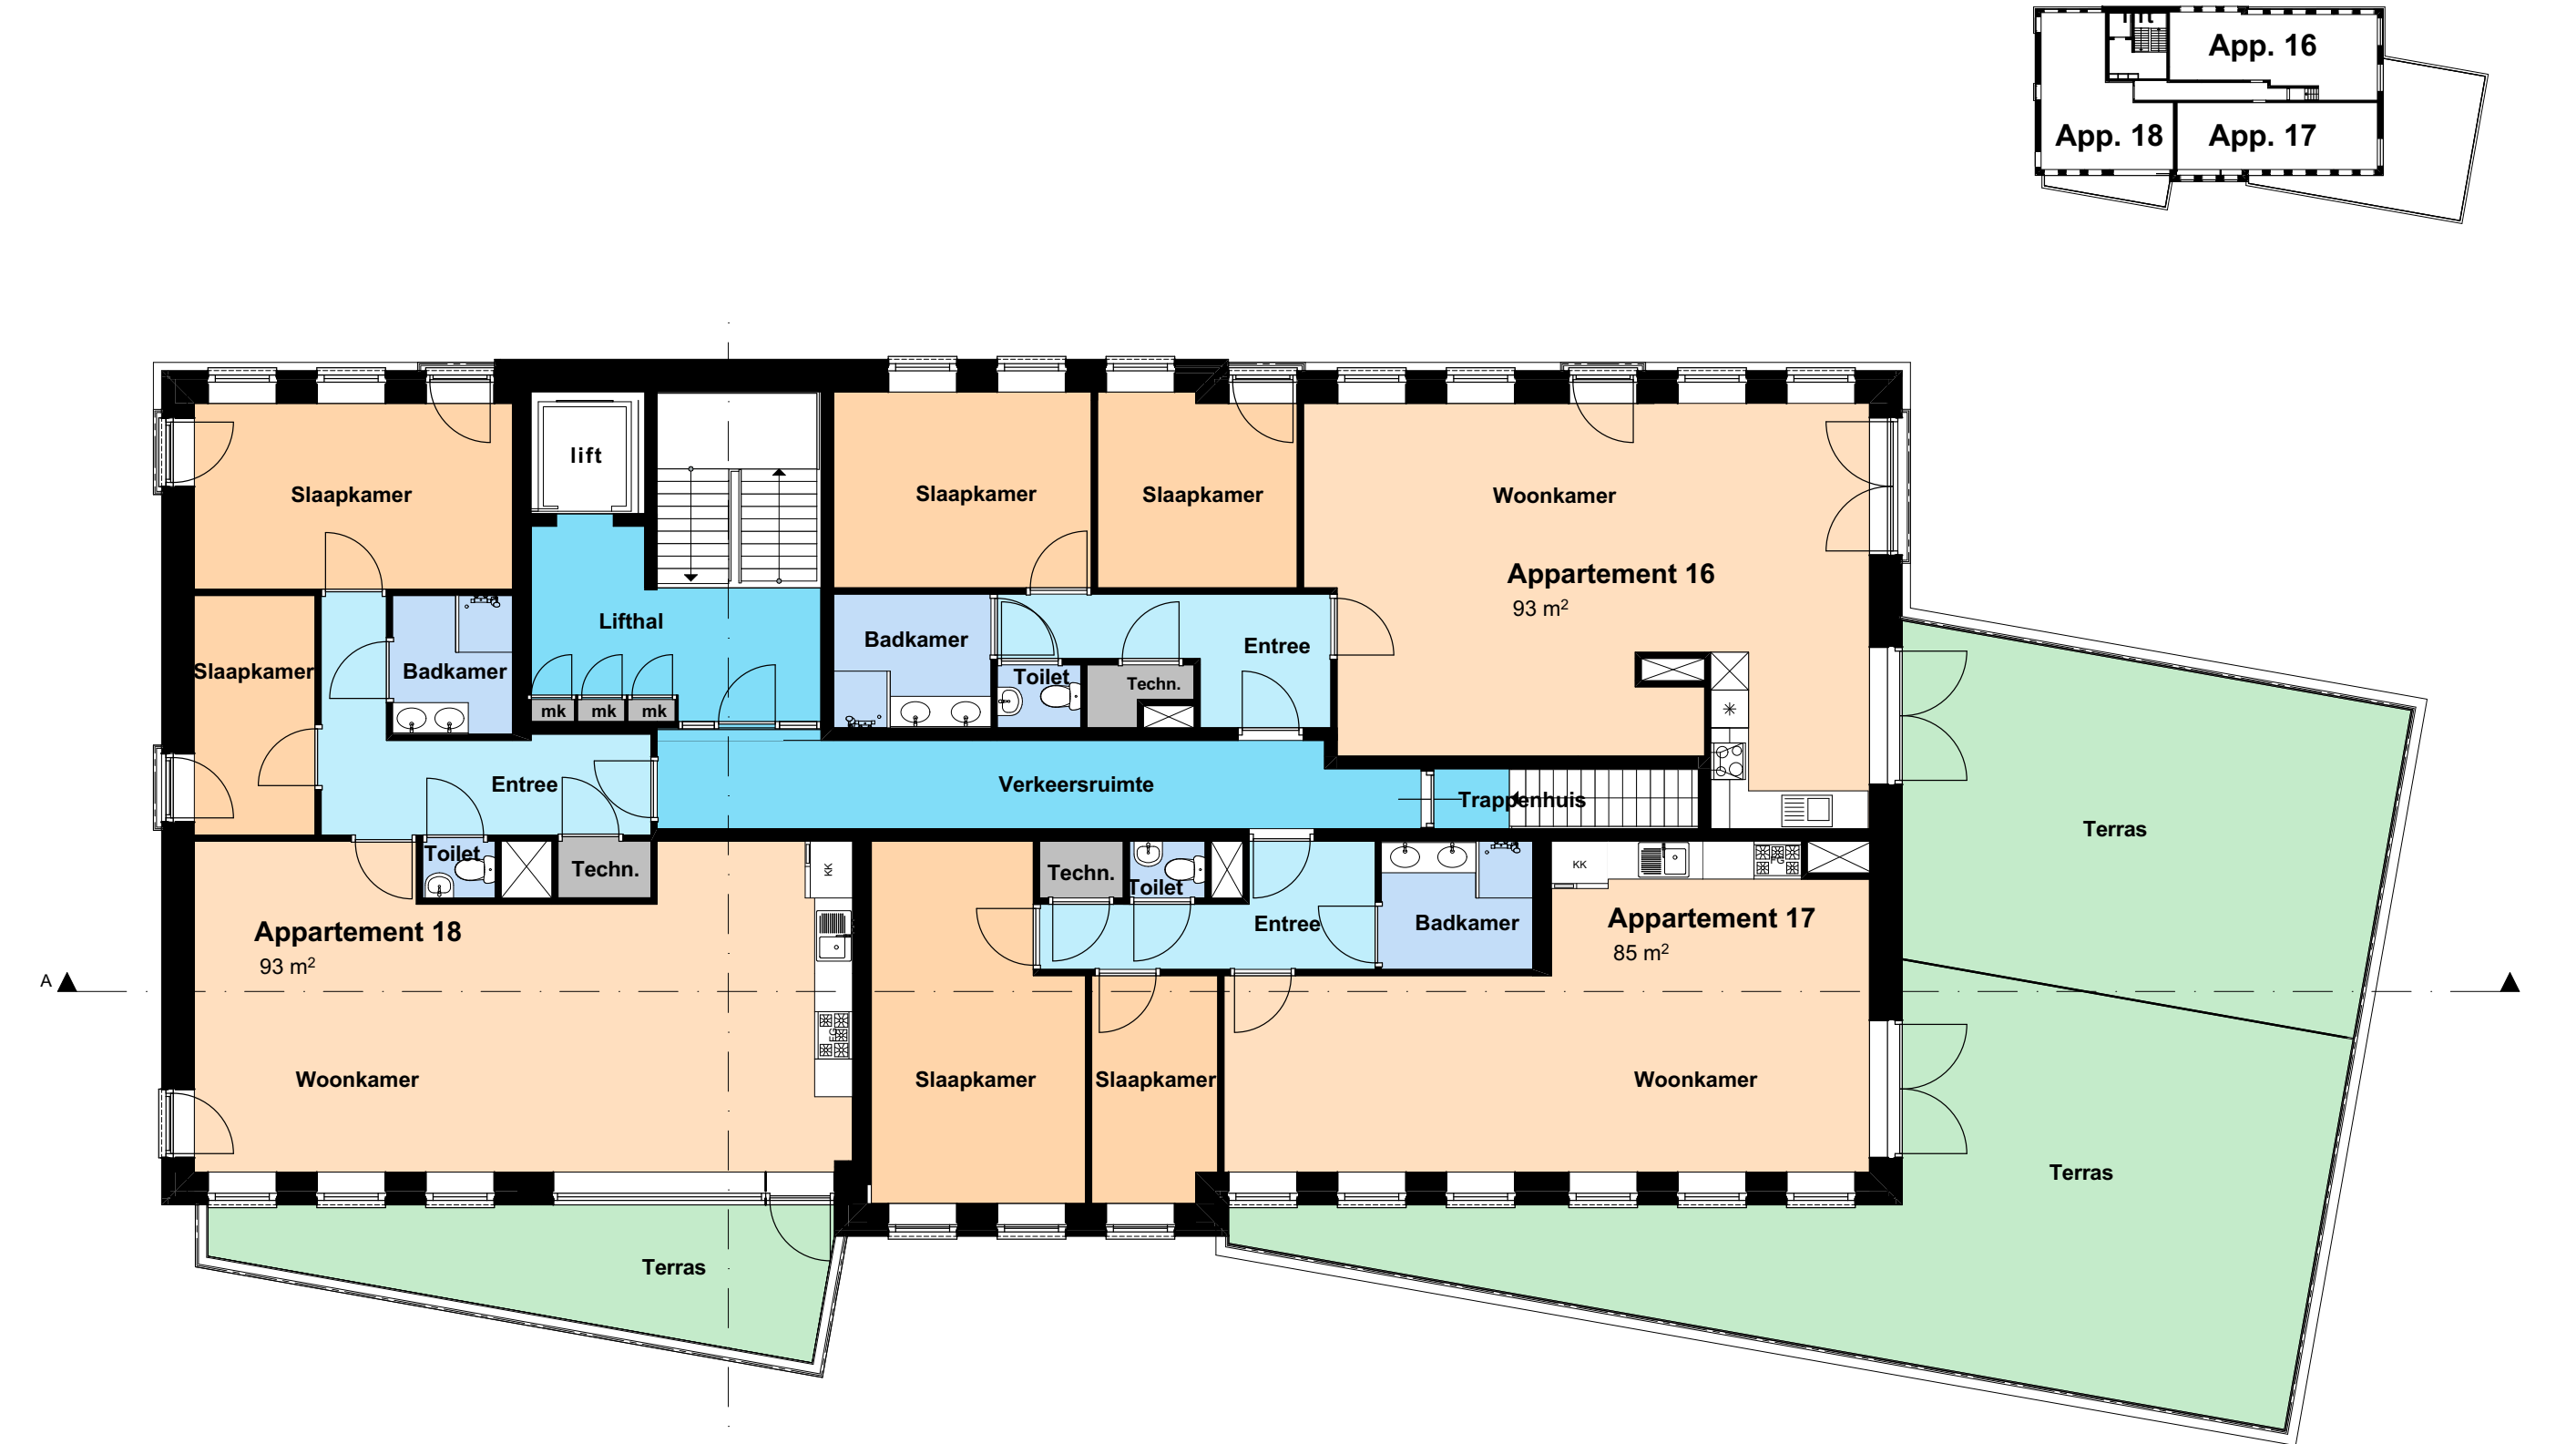 App. 16
App. 18
App. 17
lift
Slaapkamer
Slaapkamer
Slaapkamer
Woonkamer
Appartement 16
93 m²
Lifthal
Badkamer
Entree
Slaapkamer
Badkamer
Toilet
Techn.
mk
mk
mk
Entree
Verkeersruimte
Trappenhuis
Terras
Toilet
Techn.
KK
Techn.
Toilet
KK
Appartement 18
93 m²
Entree
Badkamer
Appartement 17
85 m²
A
Woonkamer
Slaapkamer
Slaapkamer
Woonkamer
Terras
Terras